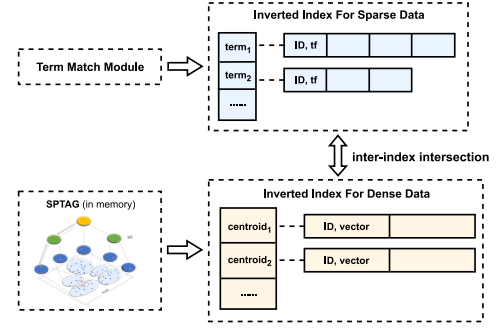 Inverted Index For Sparse Data
Term Match Module
term1
ID, tf
term2
ID, tf
......
inter-index intersection
SPTAG (in memory)
Inverted Index For Dense Data
centroid1
ID, vector
centroid2
ID, vector
......